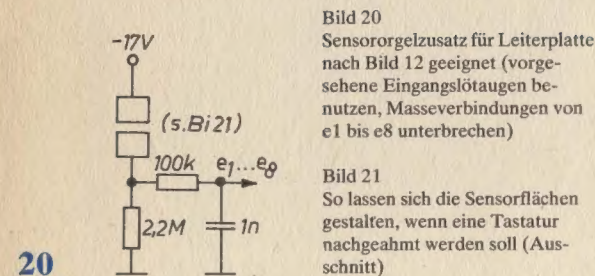 -17V
(s.Bi21)
100k e1...e8
2,2M 1n
20
Bild 20
Sensororgelzusatz für Leiterplatte
nach Bild 12 geeignet (vorge-
sehene Eingangslötaugen be-
nutzen, Masseverbindungen von
e1 bis e8 unterbrechen)
Bild 21
So lassen sich die Sensorflächen
gestalten, wenn eine Tastatur
nachgeahmt werden soll (Aus-
schnitt)